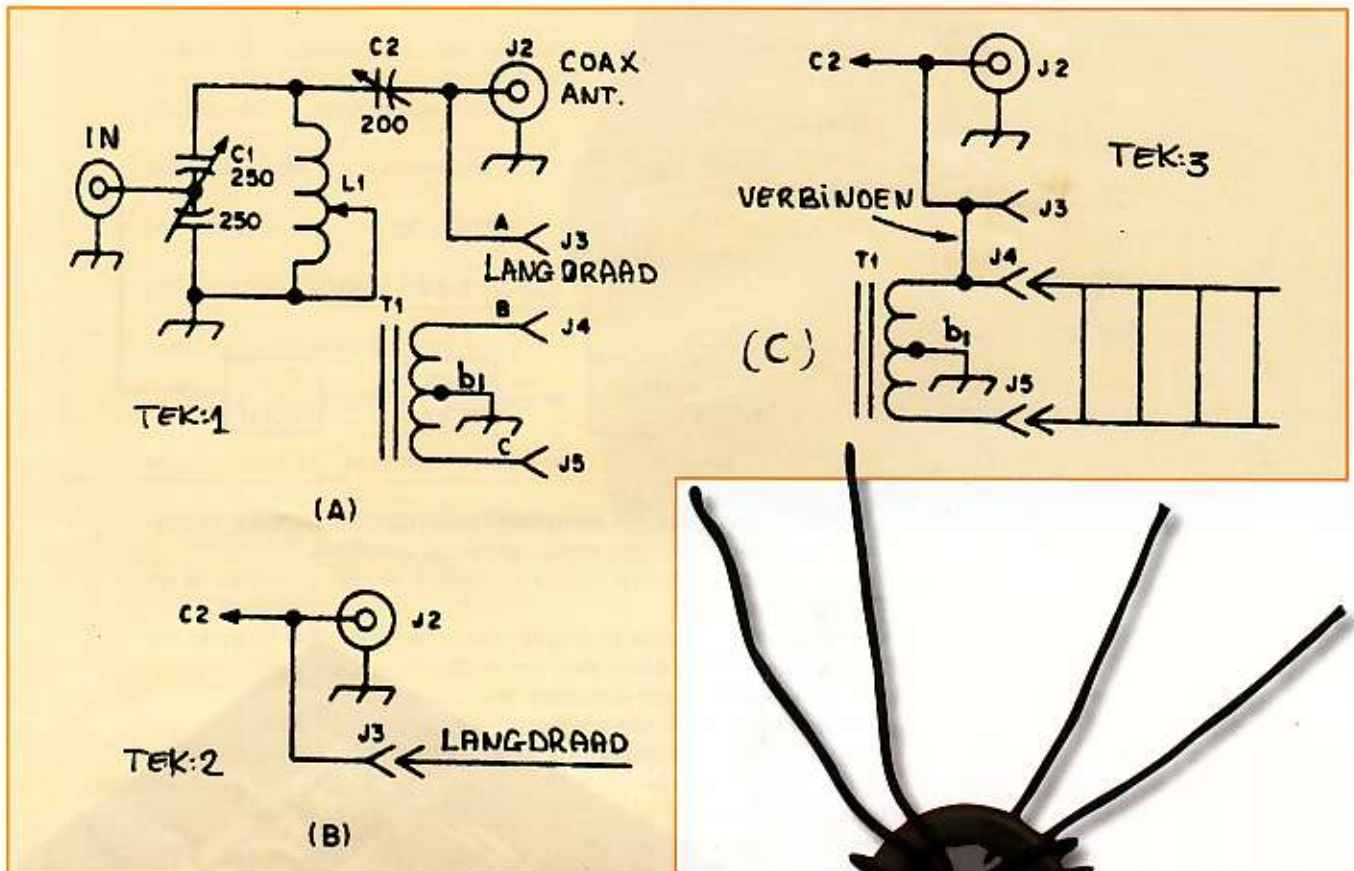 C2
J2
COAX
ANT.
200
IN
C1
250
250
L1
A
J3
LANGDRAAD
T1
B
J4
b1
C
J5
TEK:1
(A)
C2
J2
TEK:3
VERBINDEN
J3
T1
J4
(C)
b1
J5
C2
J2
J3
LANGDRAAD
TEK:2
(B)